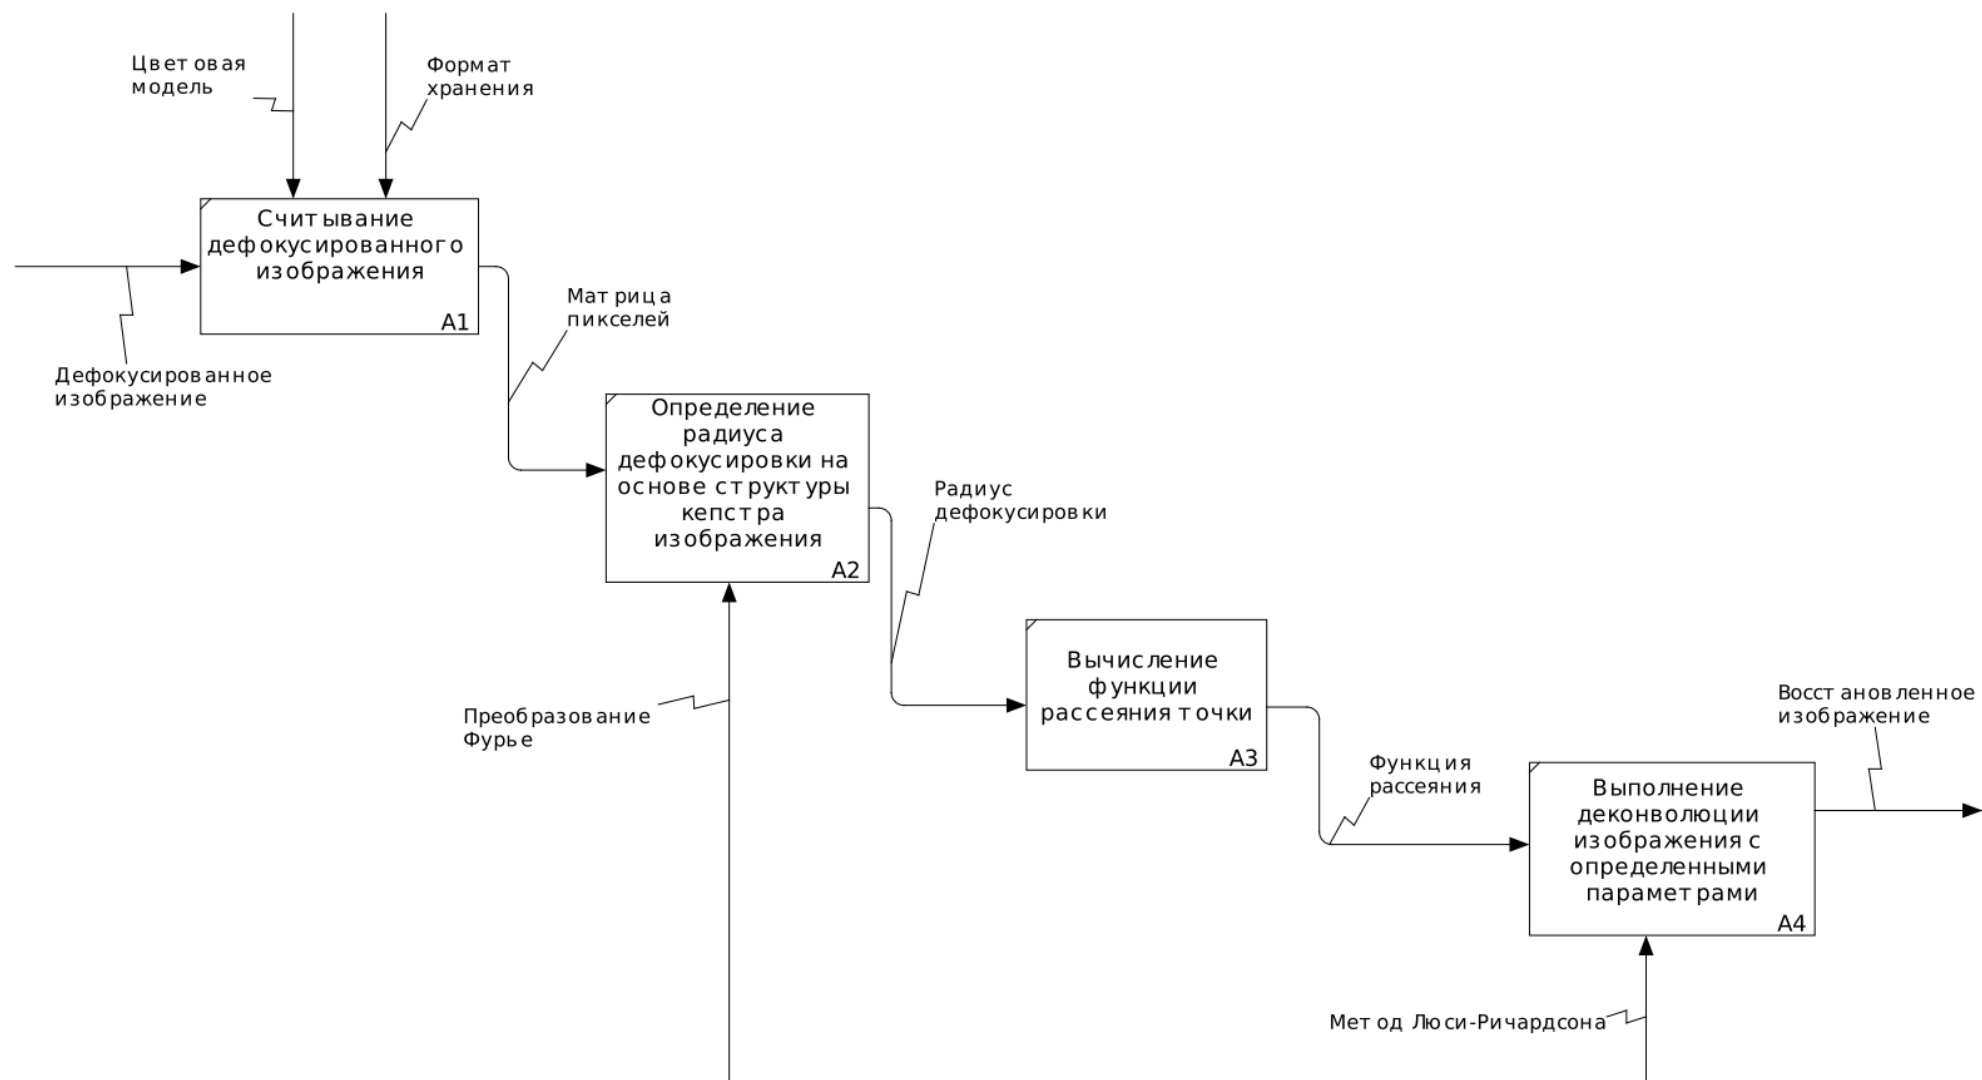 Цветовая
модель
Формат
хранения
Считывание
дефокусированного
изображения
A1
Дефокусированное
изображение
Матрица
пикселей
Определение
радиуса
дефокусировки на
основе структуры
кепстра
изображения
A2
Радиус
дефокусировки
Преобразование
Фурье
Вычисление
функции
рассеяния точки
A3
Функция
рассеяния
Выполнение
деконволюции
изображения с
определенными
параметрами
A4
Восстановленное
изображение
Метод Люси-Ричардсона